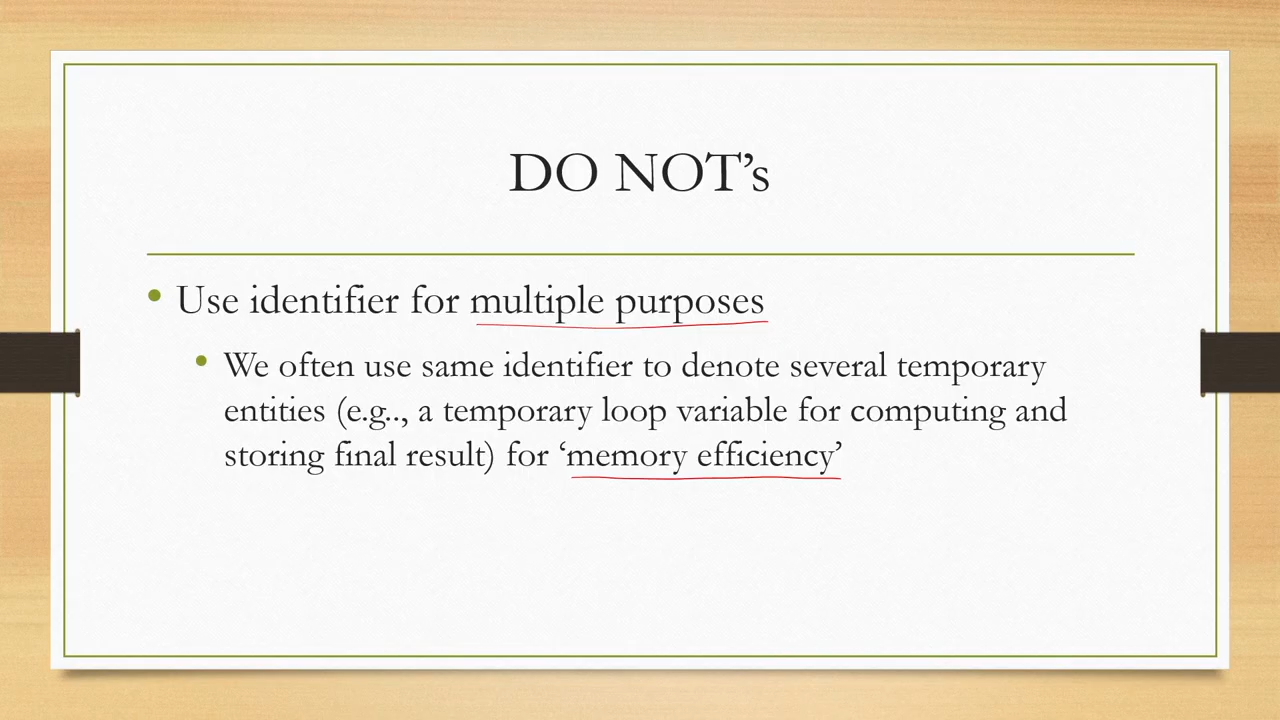 DO NOT’s
• Use identifier for multiple purposes
• We often use same identifier to denote several temporary
entities (e.g.., a temporary loop variable for computing and
storing final result) for ‘memory efficiency’